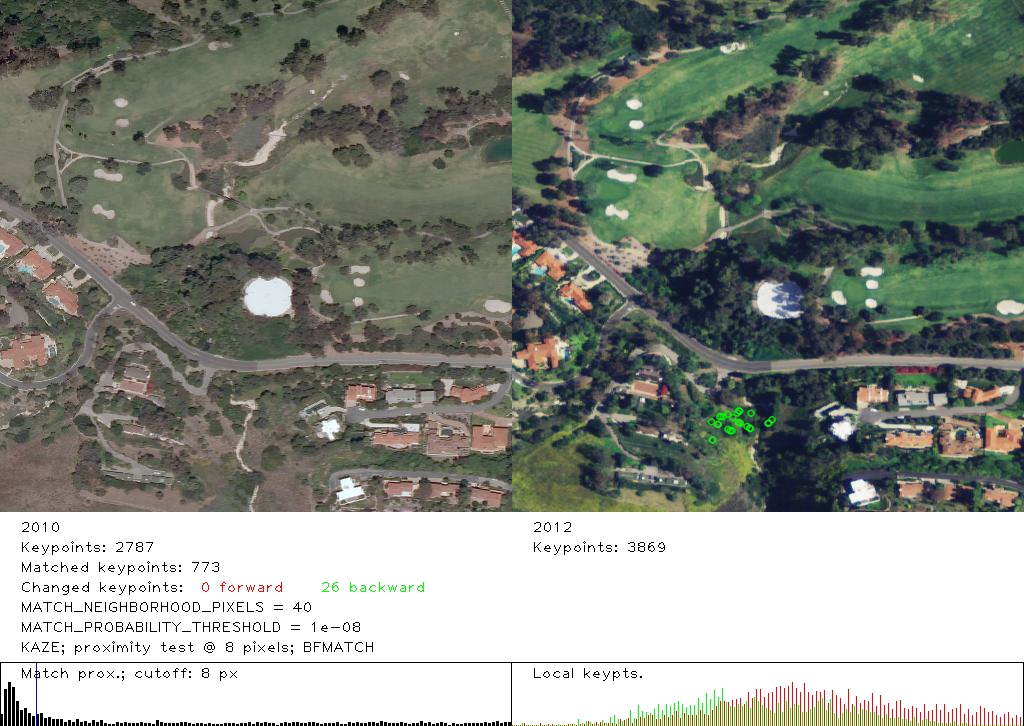 2010
Keypoints: 2787
Matched keypoints: 773
Changed keypoints: 0 forward 26 backward
MATCH_NEIGHBORHOOD_PIXELS = 40
MATCH_PROBABILITY_THRESHOLD = 1e-08
KAZE; proximity test @ 8 pixels; BFMATCH
2012
Keypoints: 3869
Match prox.; cutoff: 8 px
Local keypts.